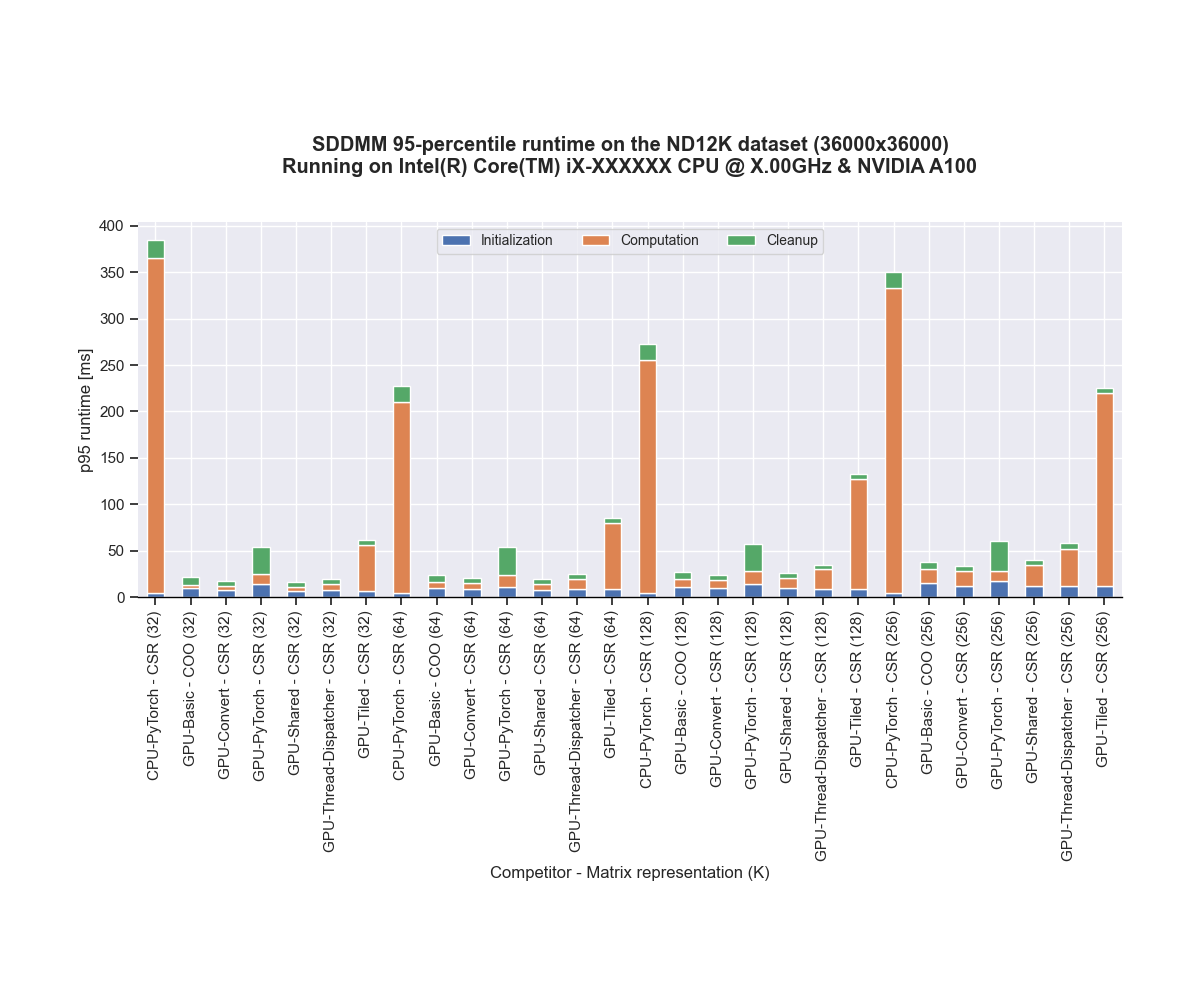 SDDMM 95-percentile runtime on the ND12K dataset (36000x36000)
Running on Intel(R) Core(TM) iX-XXXXXX CPU @ X.00GHz & NVIDIA A100
Initialization
Computation
Cleanup
p95 runtime [ms]
400
350
300
250
200
150
100
50
0
CPU-PyTorch - CSR (32)
GPU-Basic - COO (32)
GPU-Convert - CSR (32)
GPU-PyTorch - CSR (32)
GPU-Shared - CSR (32)
GPU-Thread-Dispatcher - CSR (32)
GPU-Tiled - CSR (32)
CPU-PyTorch - CSR (64)
GPU-Basic - COO (64)
GPU-Convert - CSR (64)
GPU-PyTorch - CSR (64)
GPU-Shared - CSR (64)
GPU-Thread-Dispatcher - CSR (64)
GPU-Tiled - CSR (64)
CPU-PyTorch - CSR (128)
GPU-Basic - COO (128)
GPU-Convert - CSR (128)
GPU-PyTorch - CSR (128)
GPU-Shared - CSR (128)
GPU-Thread-Dispatcher - CSR (128)
GPU-Tiled - CSR (128)
CPU-PyTorch - CSR (256)
GPU-Basic - COO (256)
GPU-Convert - CSR (256)
GPU-PyTorch - CSR (256)
GPU-Shared - CSR (256)
GPU-Thread-Dispatcher - CSR (256)
GPU-Tiled - CSR (256)
Competitor - Matrix representation (K)